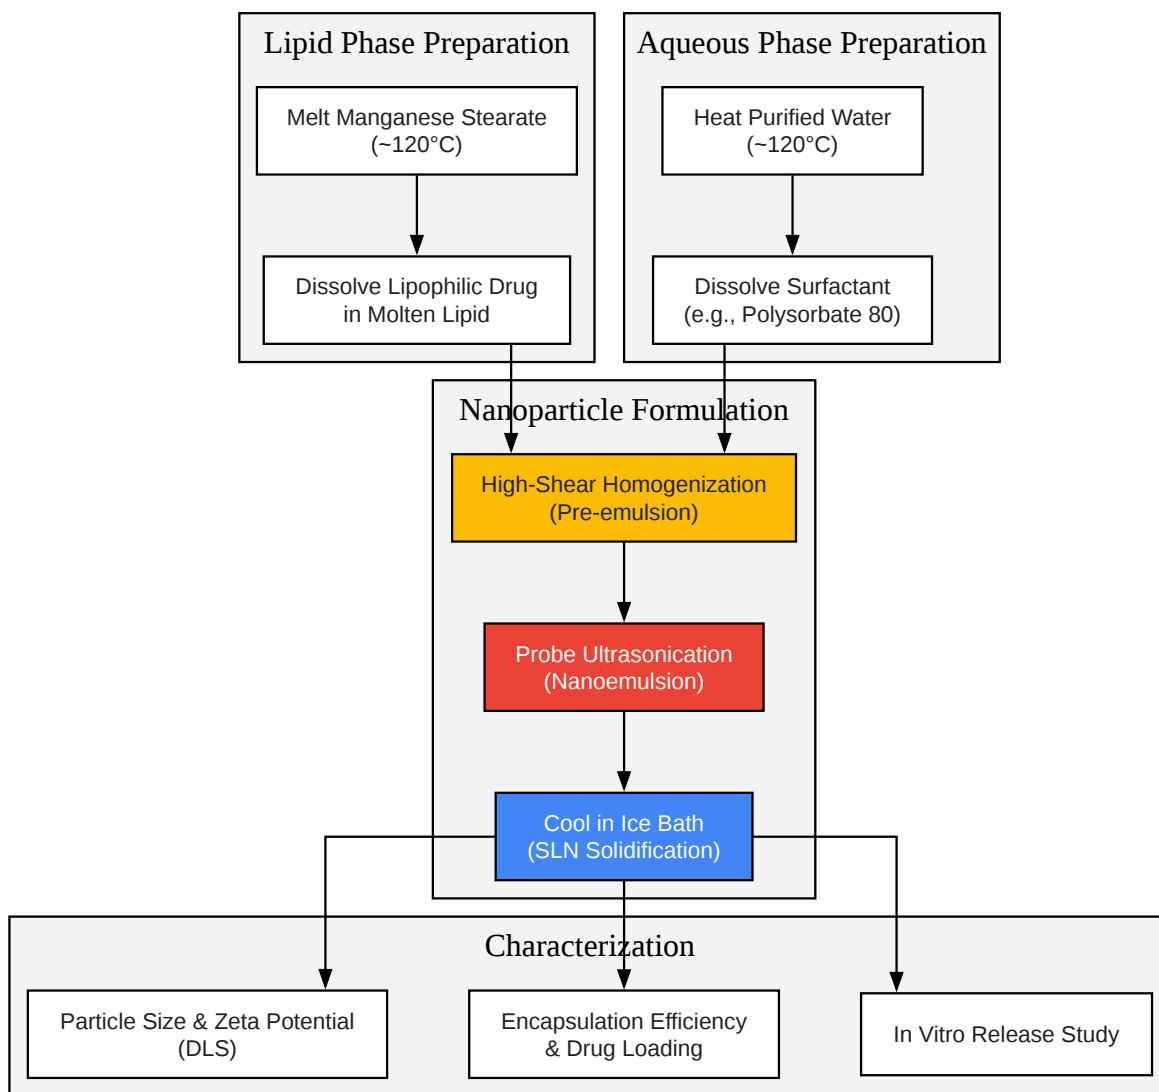 Lipid Phase Preparation
Melt Manganese Stearate
(~120°C)
Dissolve Lipophilic Drug
in Molten Lipid
Aqueous Phase Preparation
Heat Purified Water
(~120°C)
Dissolve Surfactant
(e.g., Polysorbate 80)
Nanoparticle Formulation
High-Shear Homogenization
(Pre-emulsion)
Probe Ultrasonication
(Nanoemulsion)
Cool in Ice Bath
(SLN Solidification)
Characterization
Particle Size & Zeta Potential
(DLS)
Encapsulation Efficiency
& Drug Loading
In Vitro Release Study